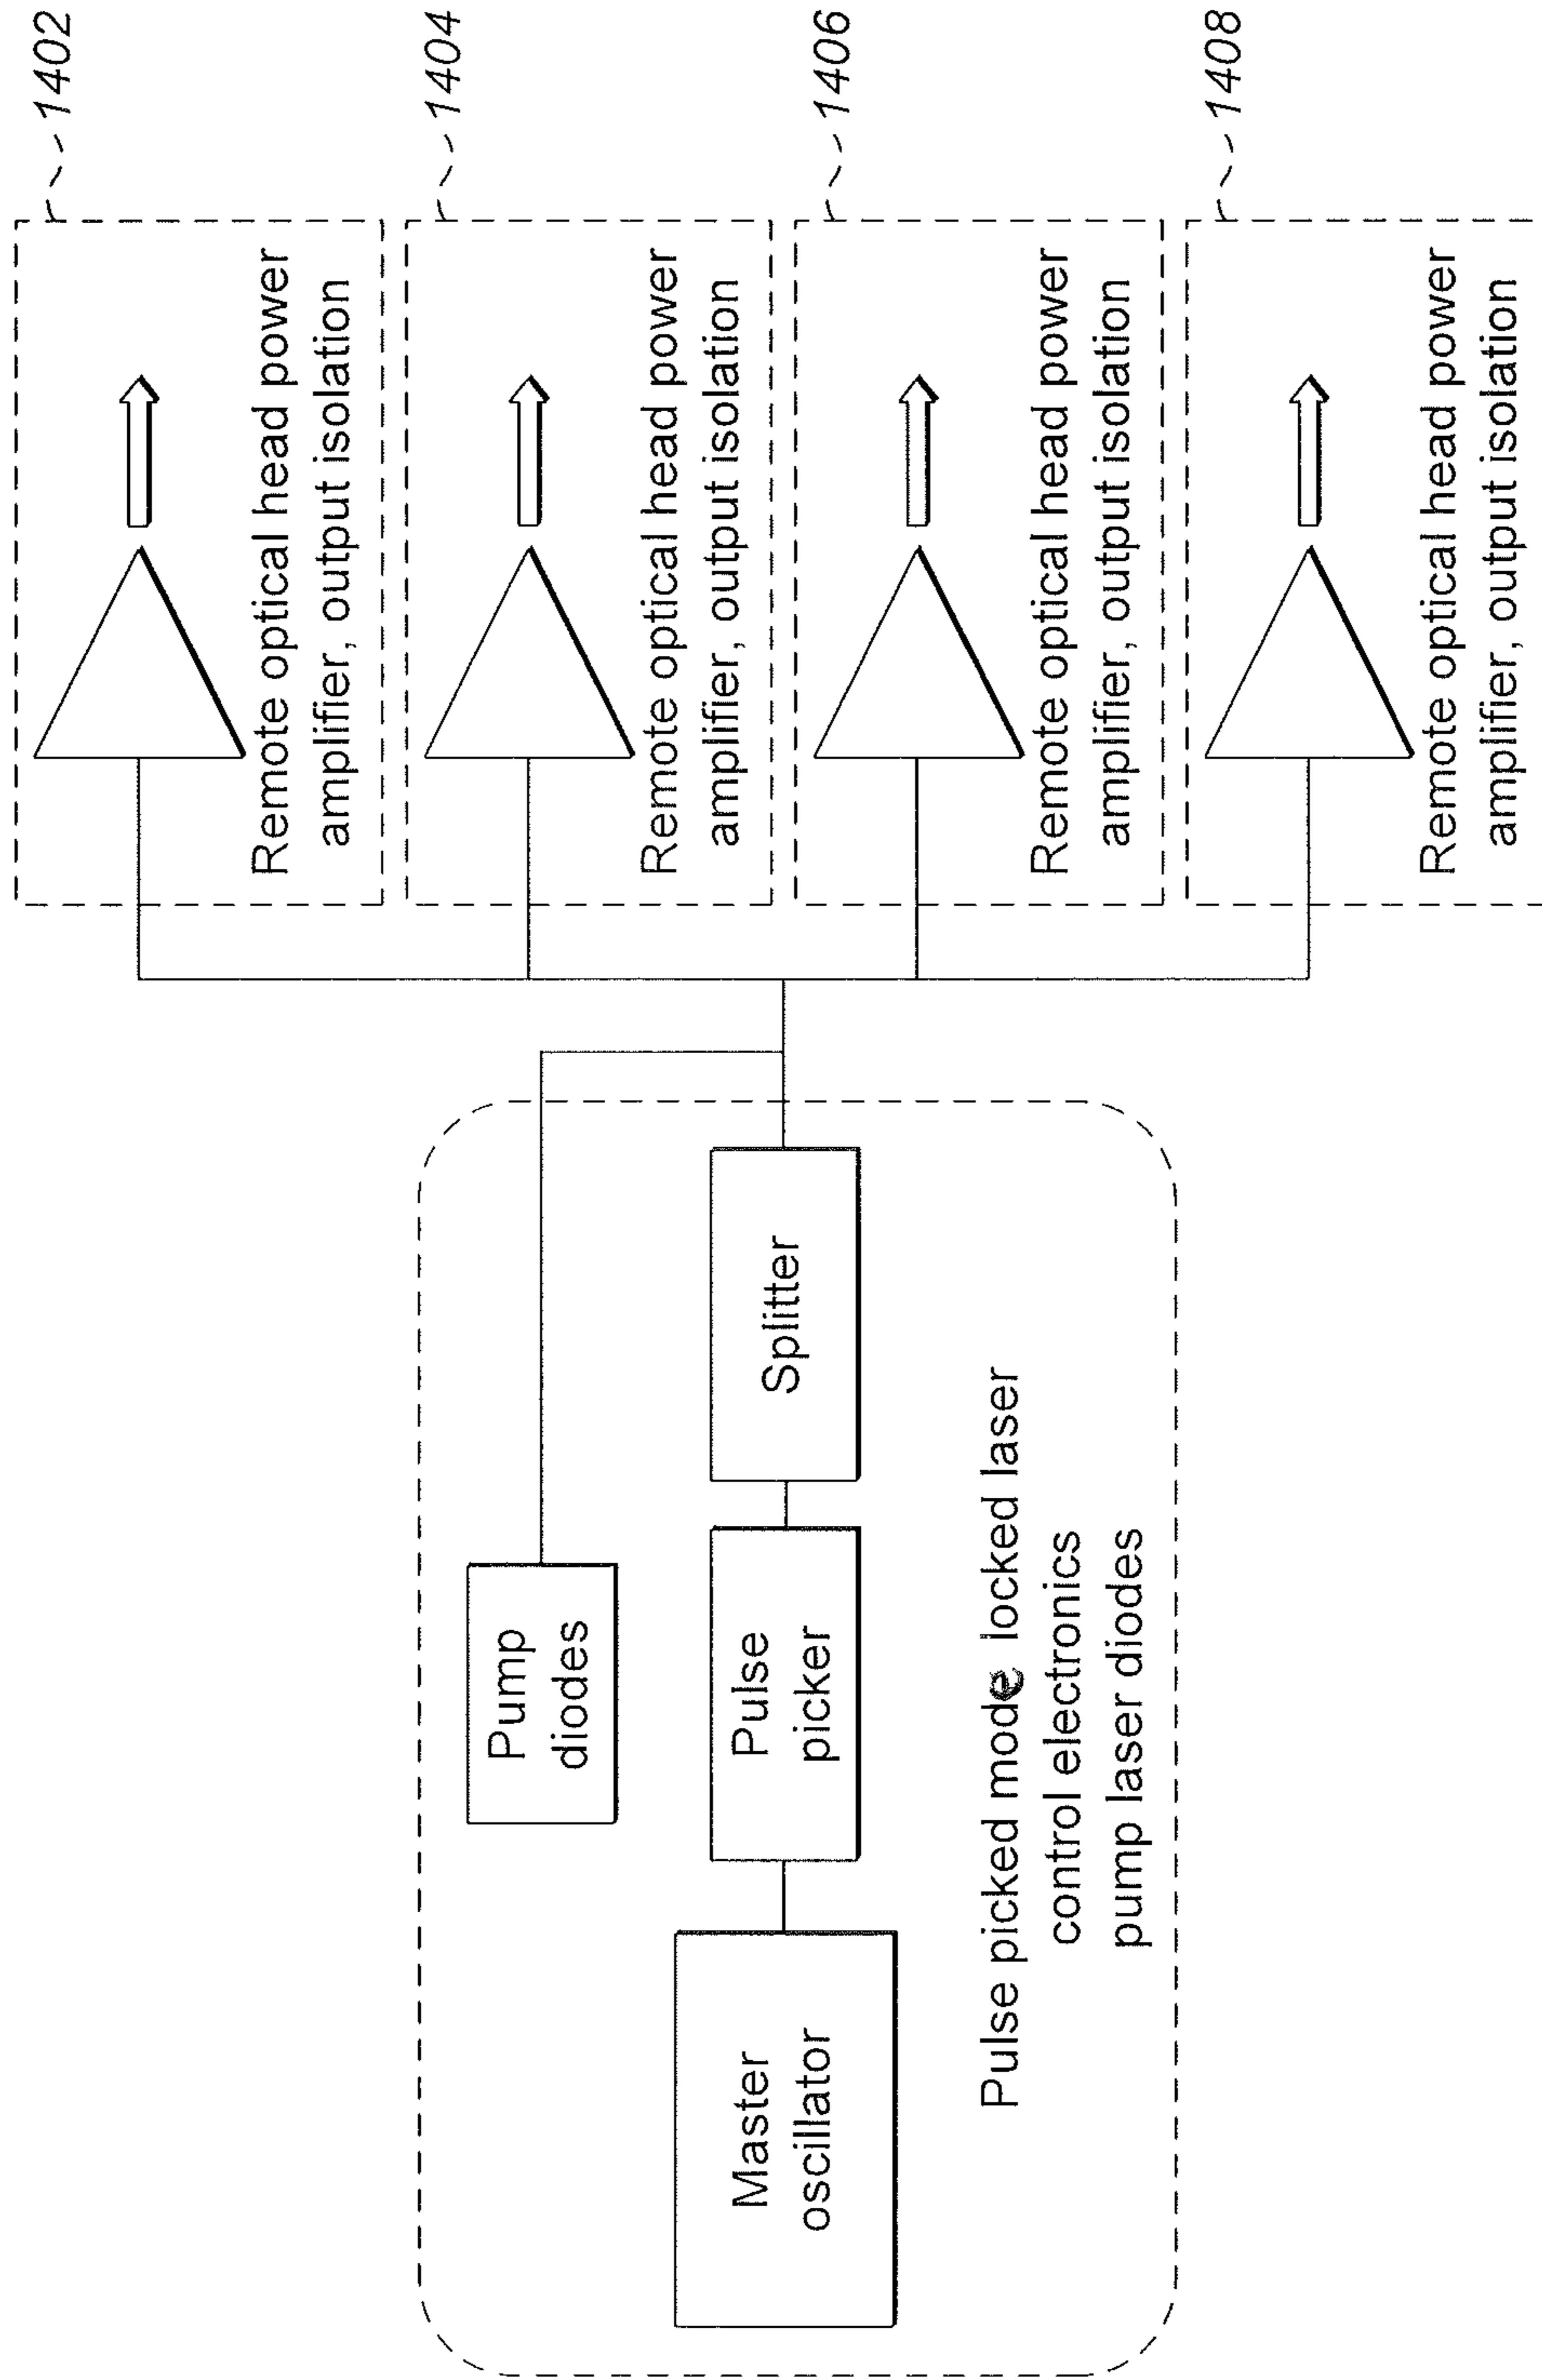 Pump
diodes
Master
oscillator
Pulse
picker
Splitter
Pulse picked mode locked laser
control electronics
pump laser diodes
1402
Remote optical head power
amplifier, output isolation
1404
Remote optical head power
amplifier, output isolation
1406
Remote optical head power
amplifier, output isolation
1408
Remote optical head power
amplifier, output isolation